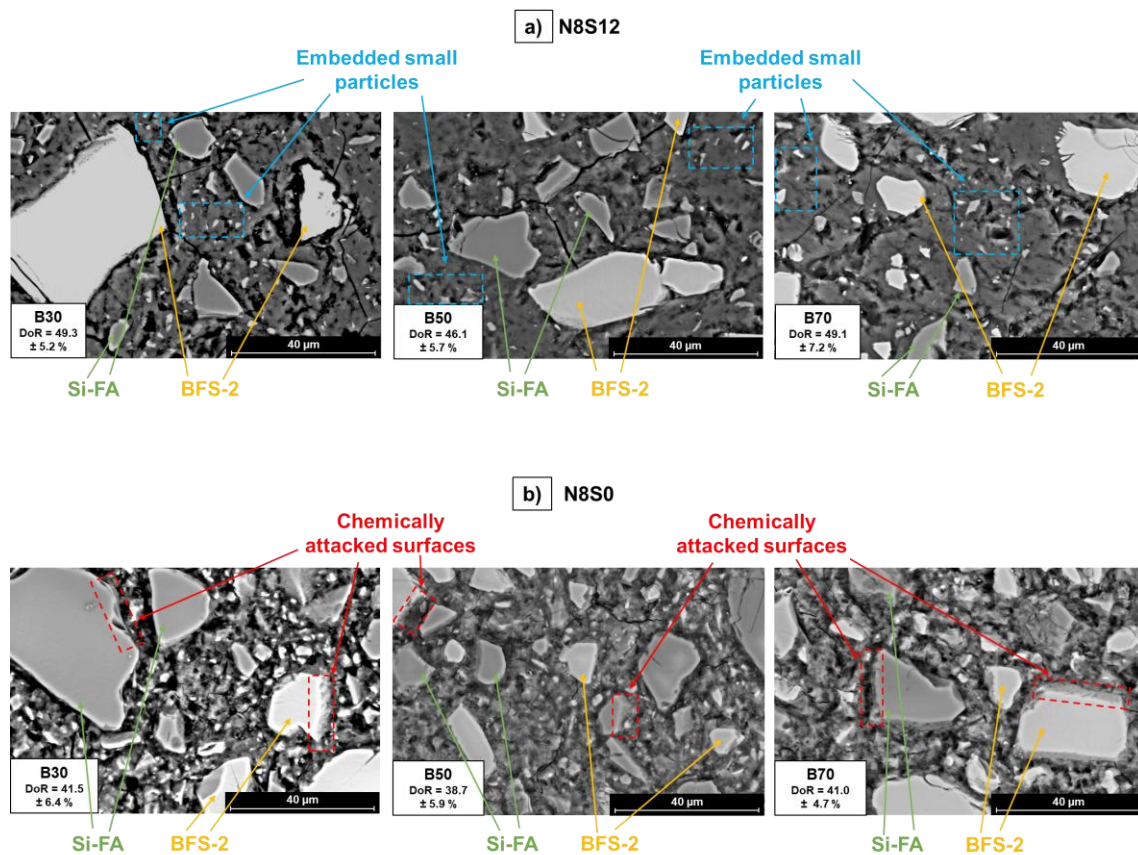 a) N8S12
Embedded small
particles
Embedded small
particles
B30
DoR = 49.3
± 5.2 %
40 µm
B50
DoR = 46.1
± 5.7 %
40 µm
B70
DoR = 49.1
± 7.2 %
40 µm
Si-FA
BFS-2
Si-FA
BFS-2
Si-FA
BFS-2
b) N8S0
Chemically
attacked surfaces
Chemically
attacked surfaces
B30
DoR = 41.5
± 6.4 %
40 µm
B50
DoR = 38.7
± 5.9 %
40 µm
B70
DoR = 41.0
± 4.7 %
40 µm
Si-FA
BFS-2
Si-FA
BFS-2
Si-FA
BFS-2